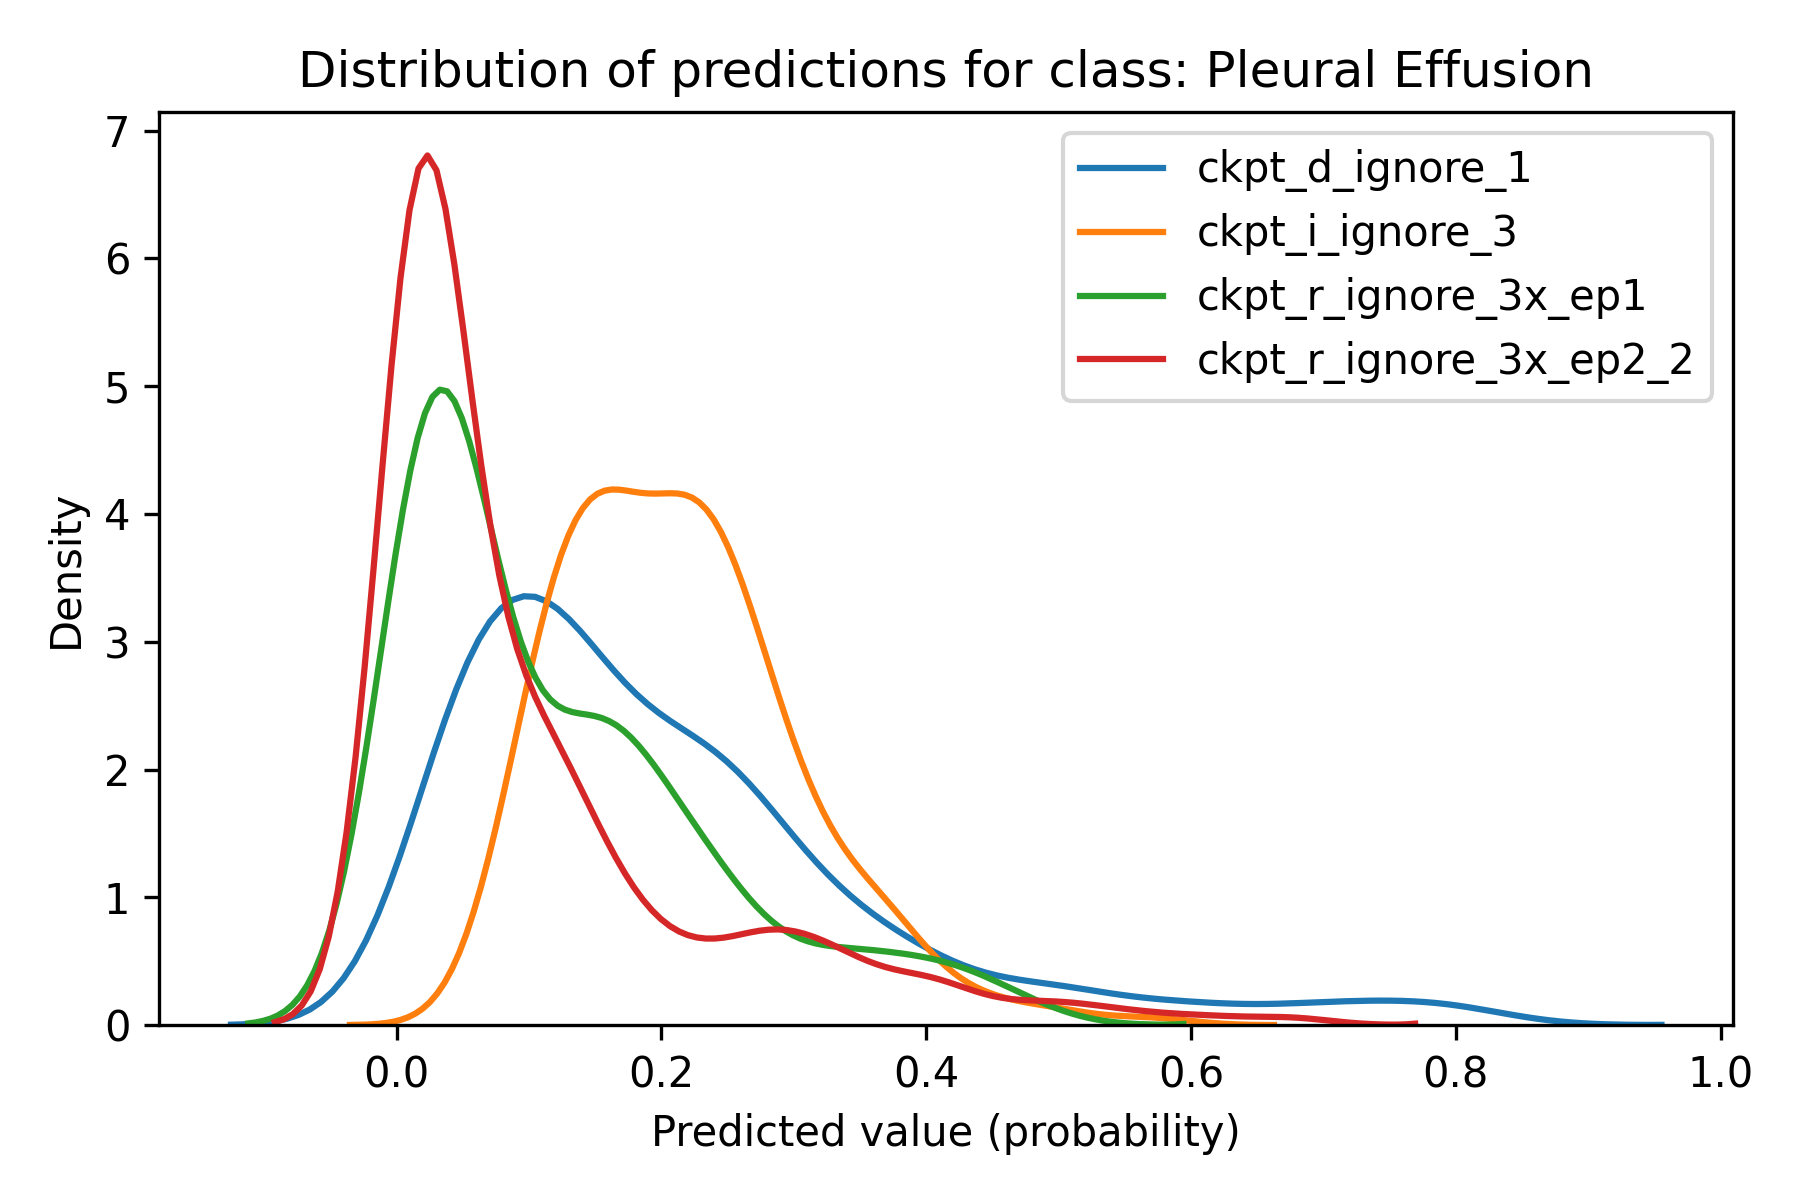 Distribution of predictions for class: Pleural Effusion
7
6
5
4
3
2
1
0
Density
ckpt_d_ignore_1
ckpt_i_ignore_3
ckpt_r_ignore_3x_ep1
ckpt_r_ignore_3x_ep2_2
0.0 0.2 0.4 0.6 0.8 1.0
Predicted value (probability)